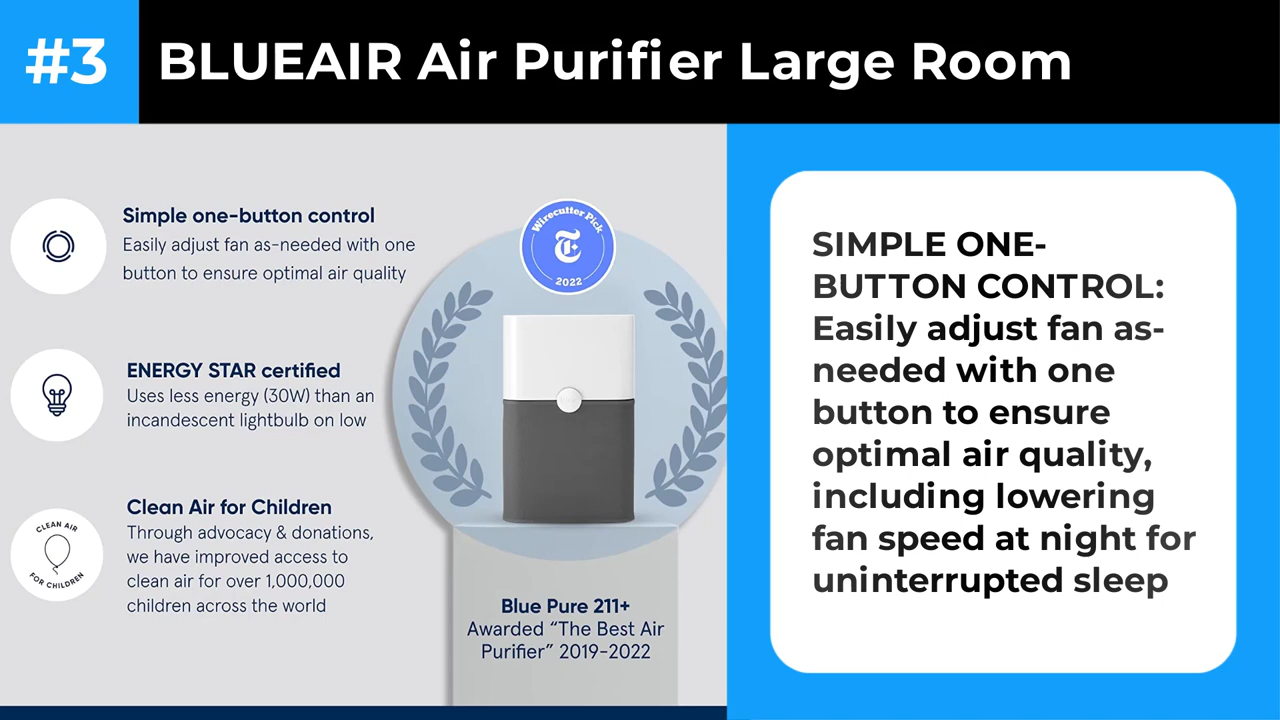 #3
BLUEAIR Air Purifier Large Room
Simple one-button control
Easily adjust fan as-needed with one
button to ensure optimal air quality
ENERGY STAR certified
Uses less energy (30W) than an
incandescent lightbulb on low
CLEAN AIR
FOR CHILDREN
Clean Air for Children
Through advocacy & donations,
we have improved access to
clean air for over 1,000,000
children across the world
Wirecutter Pick
T
2022
Blue Pure 211+
Awarded “The Best Air
Purifier” 2019-2022
SIMPLE ONE-
BUTTON CONTROL:
Easily adjust fan as-
needed with one
button to ensure
optimal air quality,
including lowering
fan speed at night for
uninterrupted sleep